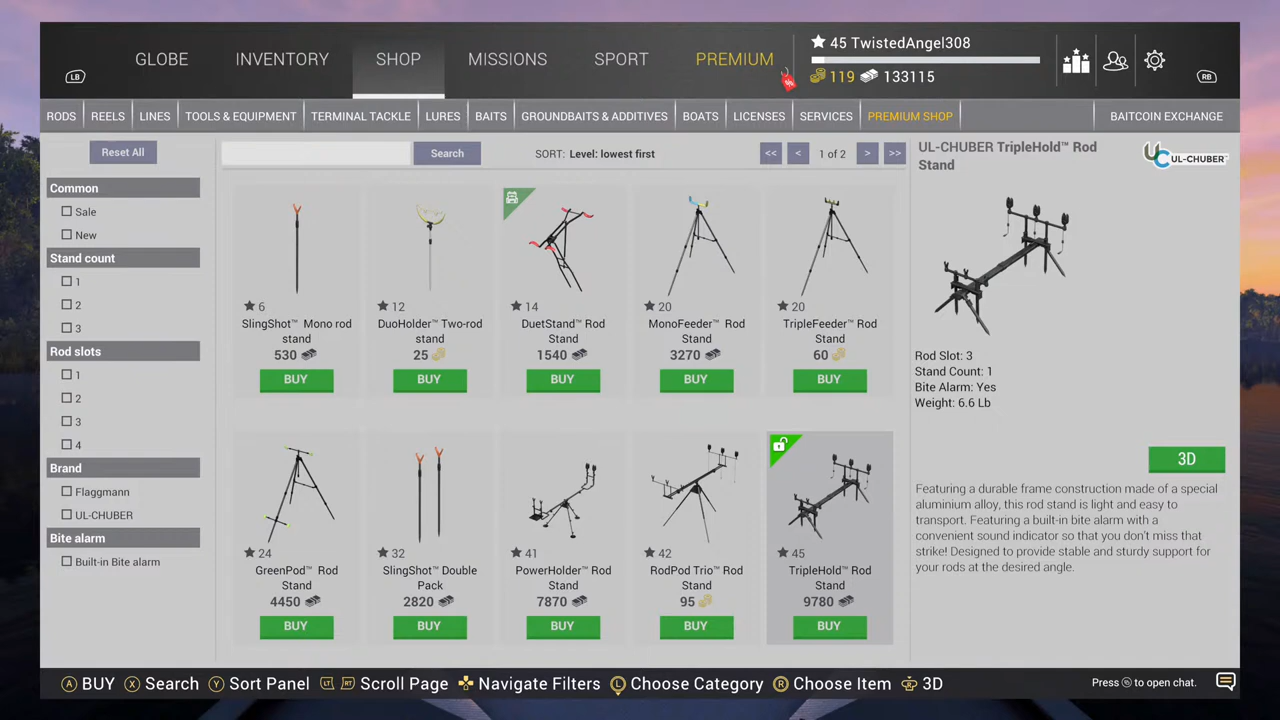 LB
GLOBE
INVENTORY
SHOP
MISSIONS
SPORT
PREMIUM
45 TwistedAngel308
119 133115
RB
RODS
REELS
LINES
TOOLS & EQUIPMENT
TERMINAL TACKLE
LURES
BAITS
GROUNDBAITS & ADDITIVES
BOATS
LICENSES
SERVICES
PREMIUM SHOP
BAITCOIN EXCHANGE
Reset All
Search
SORT: Level: lowest first
<<
<
1 of 2
>
>>
Common
Sale
New
Stand count
1
2
3
Rod slots
1
2
3
4
Brand
Flaggmann
UL-CHUBER
Bite alarm
Built-in Bite alarm
6
SlingShot™ Mono rod
stand
530
BUY
12
DuoHolder™ Two-rod
stand
25
BUY
14
DuetStand™ Rod
Stand
1540
BUY
20
MonoFeeder™ Rod
Stand
3270
BUY
20
TripleFeeder™ Rod
Stand
60
BUY
24
GreenPod™ Rod
Stand
4450
BUY
32
SlingShot™ Double
Pack
2820
BUY
41
PowerHolder™ Rod
Stand
7870
BUY
42
RodPod Trio™ Rod
Stand
95
BUY
45
TripleHold™ Rod
Stand
9780
BUY
UL-CHUBER TripleHold™ Rod
Stand
UL-CHUBER
Rod Slot: 3
Stand Count: 1
Bite Alarm: Yes
Weight: 6.6 Lb
3D
Featuring a durable frame construction made of a special
aluminium alloy, this rod stand is light and easy to
transport. Featuring a built-in bite alarm with a
convenient sound indicator so that you don't miss that
strike! Designed to provide stable and sturdy support for
your rods at the desired angle.
A BUY
X Search
Y Sort Panel
LT RT Scroll Page
Navigate Filters
L Choose Category
R Choose Item
3D
Press to open chat.